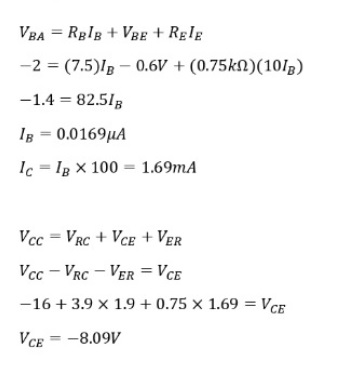 V_BA = R_B I_B + V_BE + R_E I_E
−2 = (7.5)I_B − 0.6V + (0.75kΩ)(10I_B)
−1.4 = 82.5I_B
I_B = 0.0169μA
I_C = I_B × 100 = 1.69mA
V_CC = V_RC + V_CE + V_ER
V_CC − V_RC − V_ER = V_CE
−16 + 3.9 × 1.9 + 0.75 × 1.69 = V_CE
V_CE = −8.09V